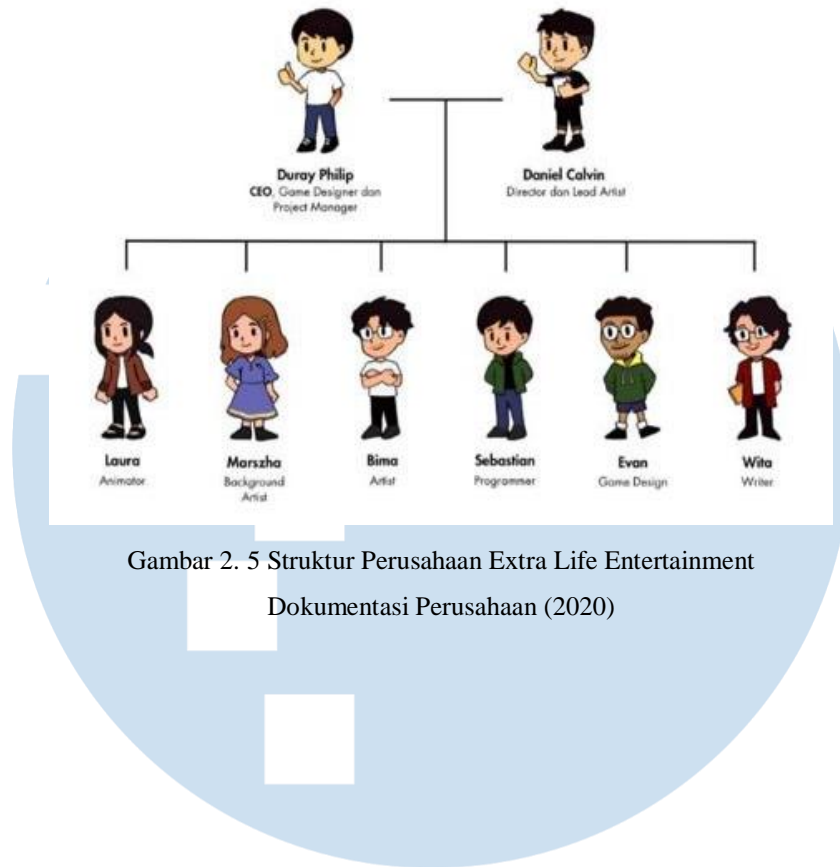 Duray Philip
CEO, Game Designer dan
Project Manager
Daniel Calvin
Director dan Lead Artist
Laura
Animator
Marszha
Background
Artist
Bima
Artist
Sebastian
Programmer
Evan
Game Design
Wita
Writer
Gambar 2. 5 Struktur Perusahaan Extra Life Entertainment
Dokumentasi Perusahaan (2020)